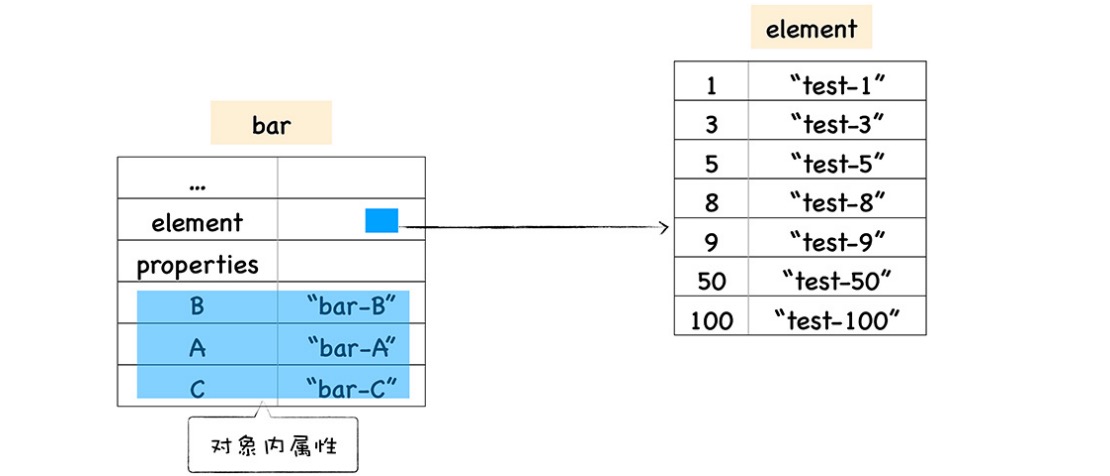 bar
...
element
properties
B "bar-B"
A "bar-A"
C "bar-C"
对象内属性
element
1 "test-1"
3 "test-3"
5 "test-5"
8 "test-8"
9 "test-9"
50 "test-50"
100 "test-100"